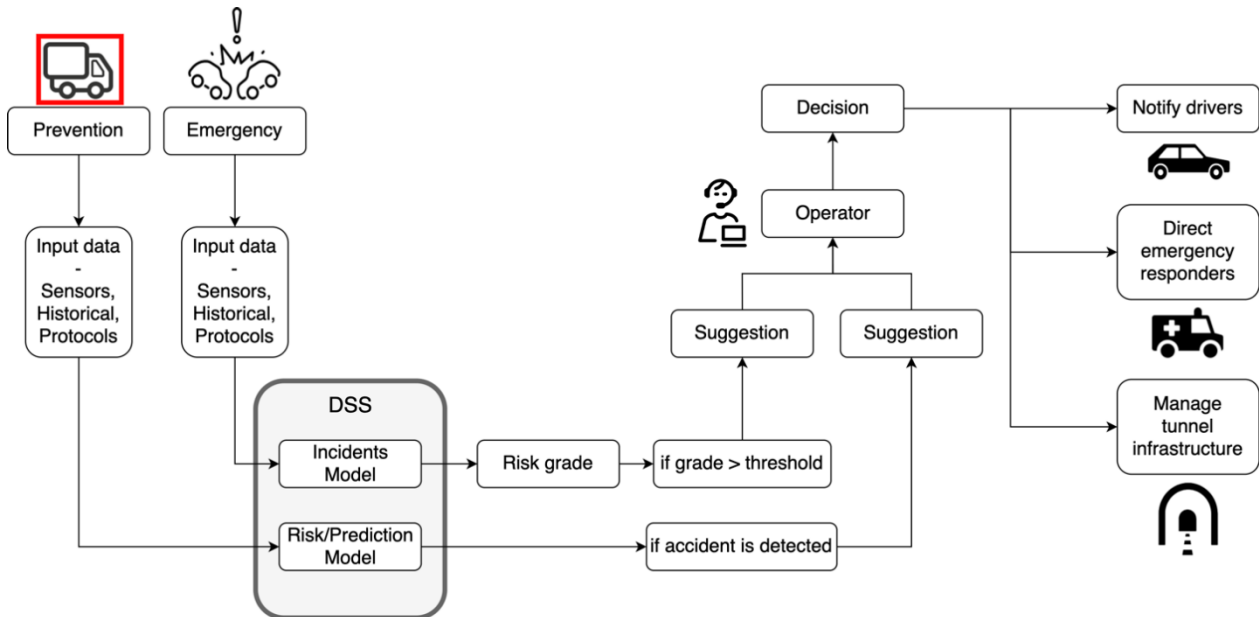 Prevention
Emergency
Input data
-
Sensors,
Historical,
Protocols
Input data
-
Sensors,
Historical,
Protocols
DSS
Incidents
Model
Risk/Prediction
Model
Risk grade
if grade > threshold
if accident is detected
Suggestion
Suggestion
Operator
Decision
Notify drivers
Direct
emergency
responders
Manage
tunnel
infrastructure